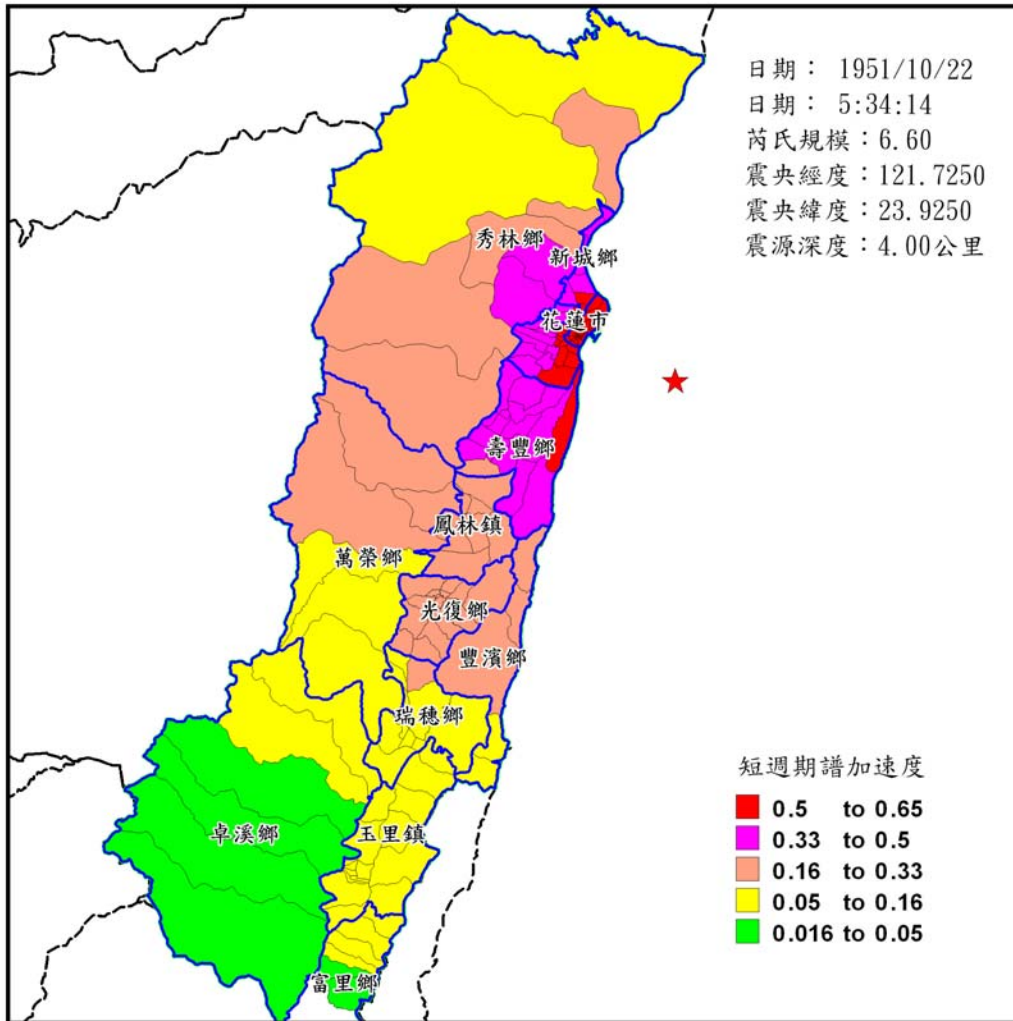 日期： 1951/10/22
日期： 5:34:14
芮氏規模：6.60
震央經度：121.7250
震央緯度：23.9250
震源深度：4.00公里
秀林鄉
新城鄉
花蓮市
壽豐鄉
鳳林鎮
萬榮鄉
光復鄉
豐濱鄉
瑞穗鄉
卓溪鄉
玉里鎮
富里鄉
短週期譜加速度
0.5 to 0.65
0.33 to 0.5
0.16 to 0.33
0.05 to 0.16
0.016 to 0.05